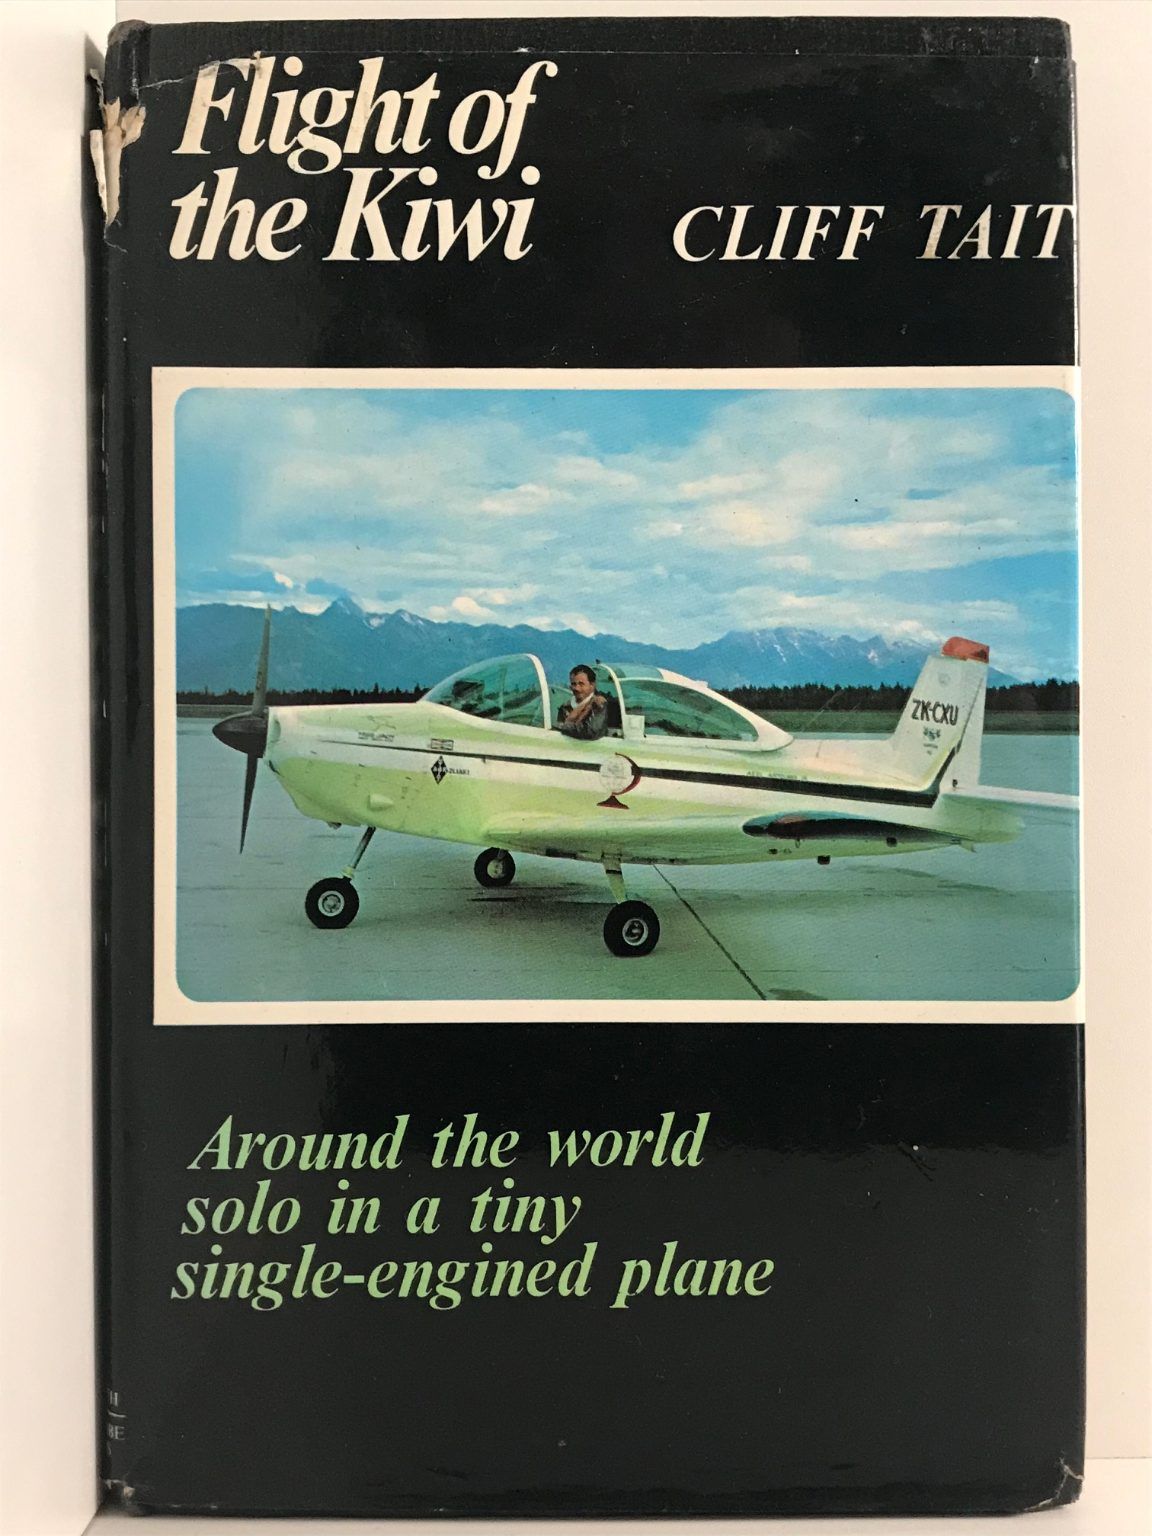 Flight of
the Kiwi
CLIFF TAIT
ZK-CXU
Around the world
solo in a tiny
single-engined plane